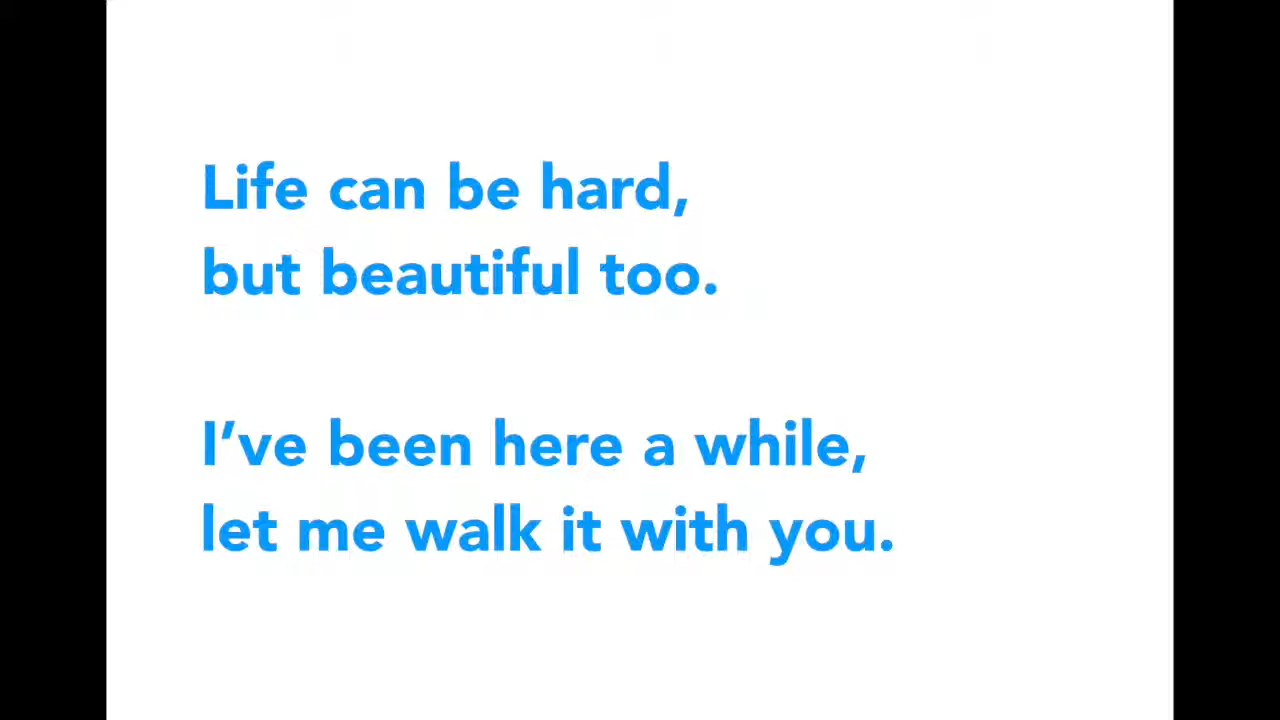 Life can be hard,
but beautiful too.
I’ve been here a while,
let me walk it with you.